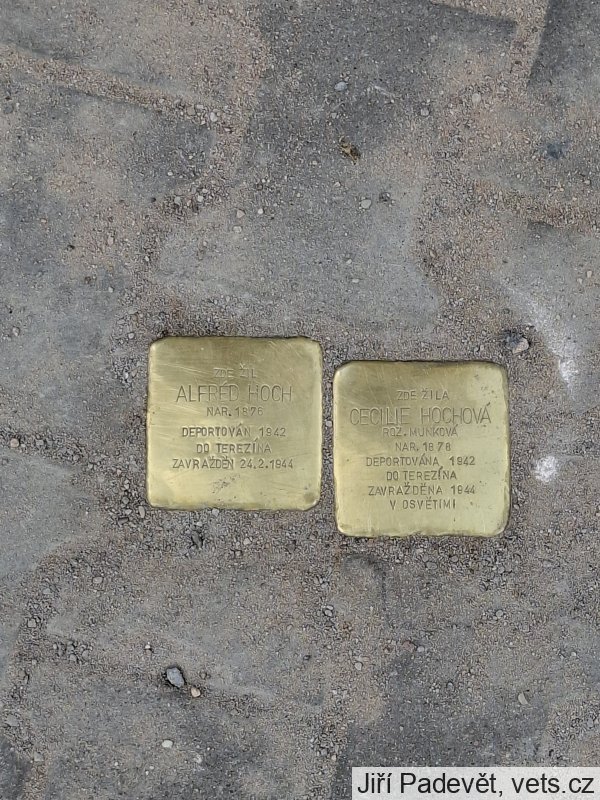 ZDE ŽIL
ALFRÉD HOCH
NAR. 1876
DEPORTOVÁN 1942
DO TEREZÍNA
ZAVRAŽDĚN 24.2.1944
ZDE ŽILA
CECILIE HOCHOVÁ
ROZ. MUNKOVÁ
NAR. 1878
DEPORTOVÁNA 1942
DO TEREZÍNA
ZAVRAŽDĚNA 1944
V OSVĚTIMI
Jiří Padevět, vets.cz